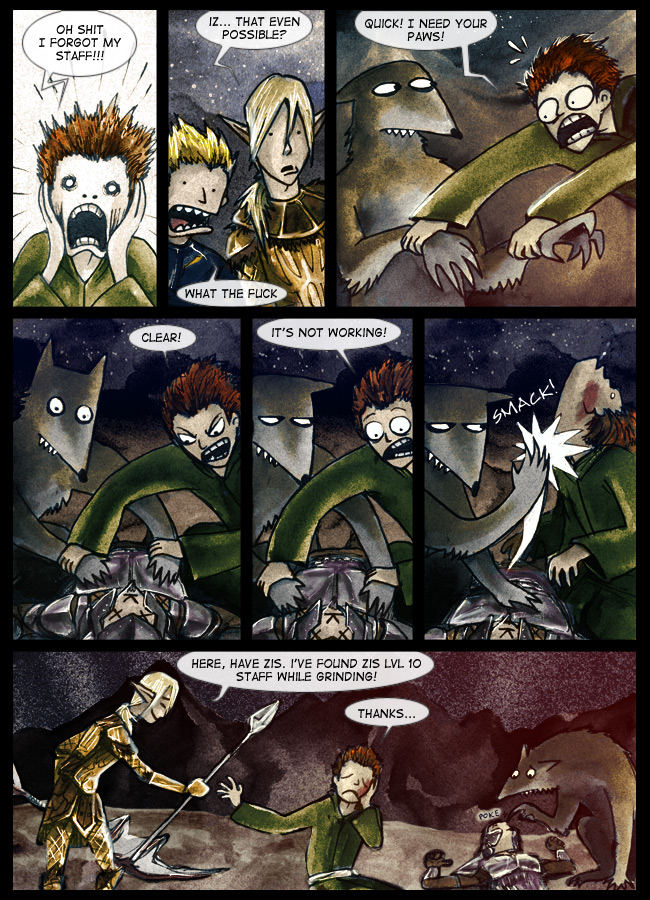 OH SHIT
I FORGOT MY
STAFF!!!
IZ... THAT EVEN
POSSIBLE?
WHAT THE FUCK
QUICK! I NEED YOUR
PAWS!
CLEAR!
IT'S NOT WORKING!
SMACK!
HERE, HAVE ZIS. I'VE FOUND ZIS LVL 10
STAFF WHILE GRINDING!
THANKS...
POKE